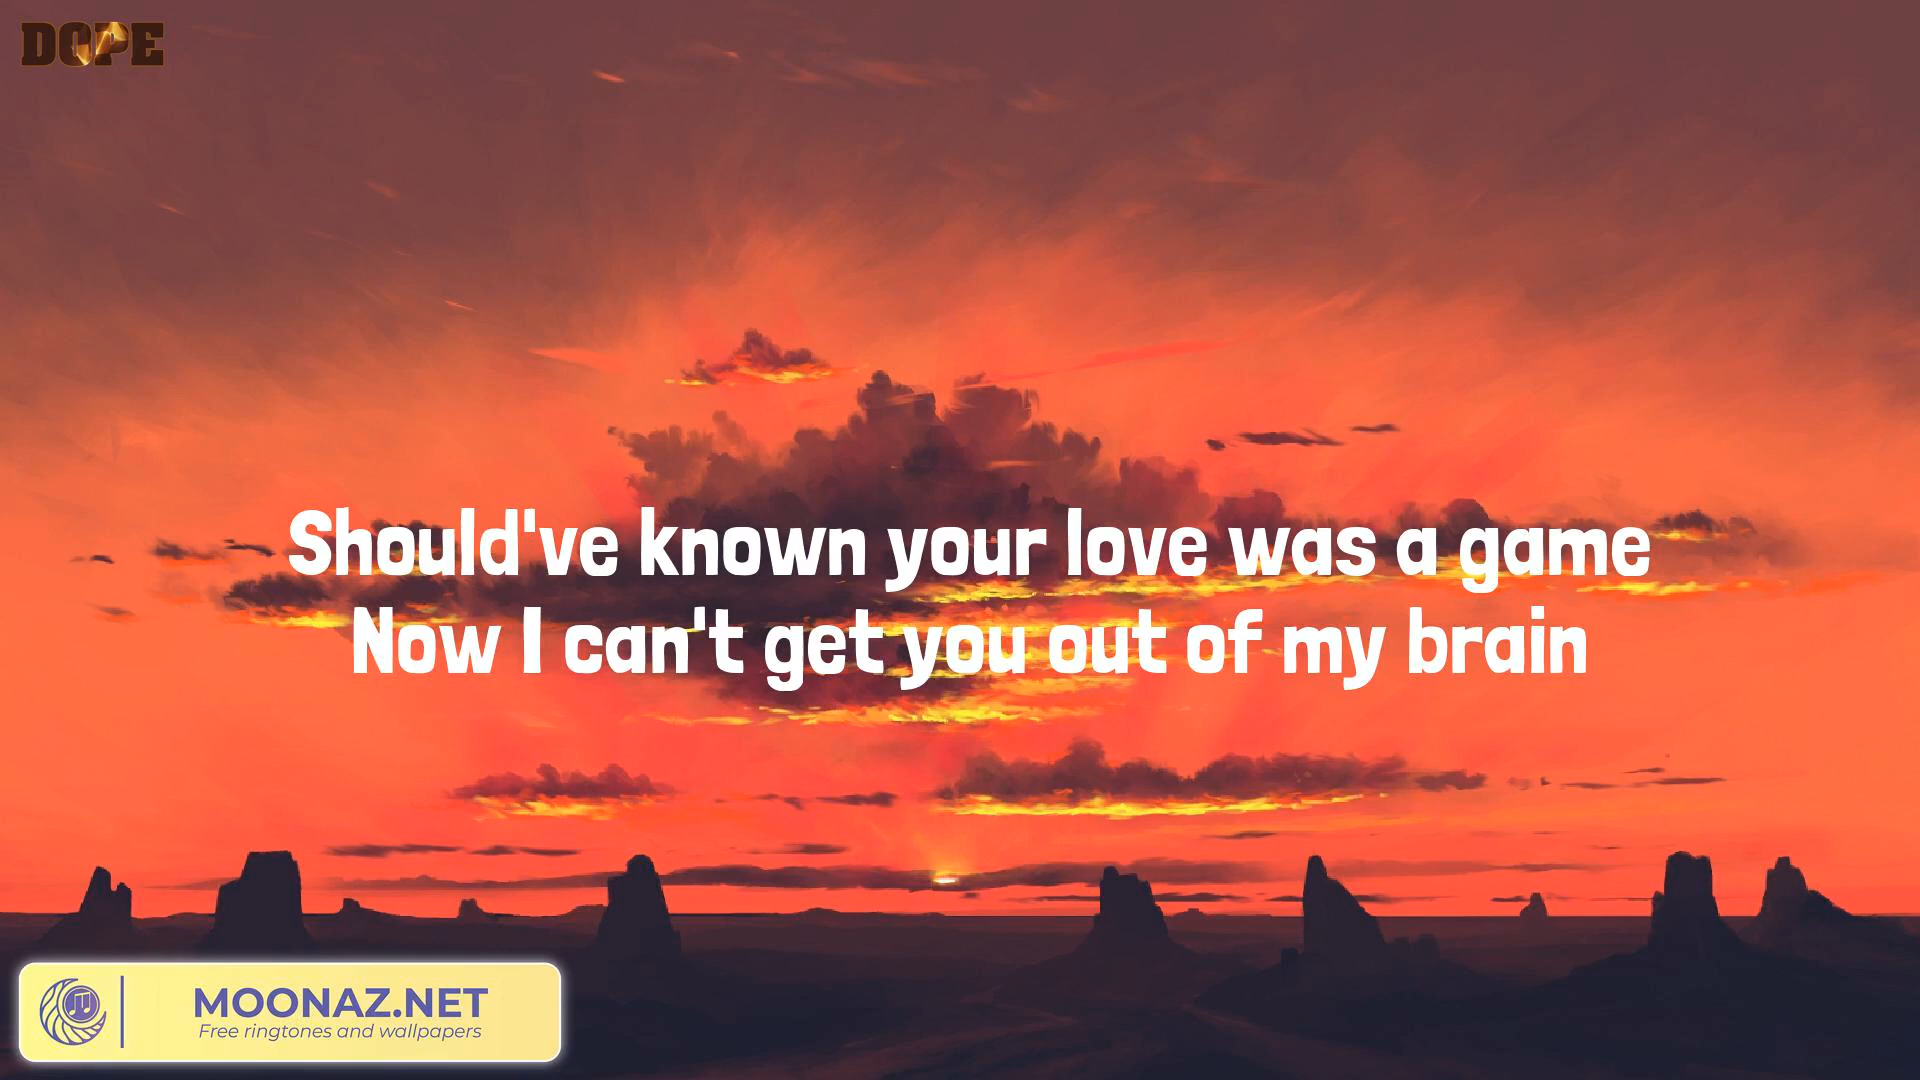 DOPE
Should've known your love was a game
Now I can't get you out of my brain
MOONAZ.NET
Free ringtones and wallpapers